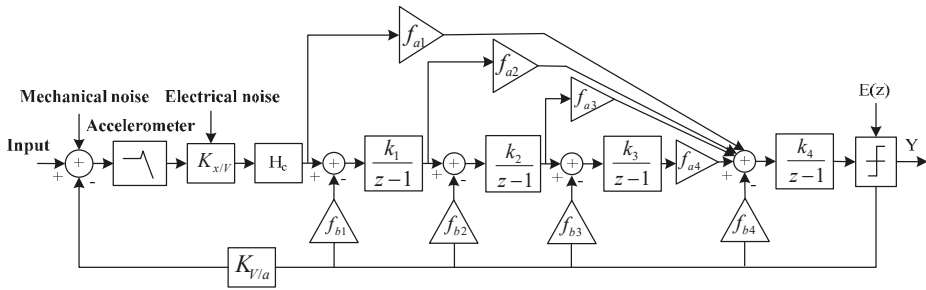 f_{a1}
f_{a2}
f_{a3}
Mechanical noise
Electrical noise
E(z)
Input
Accelerometer
+
+
-
K_{x/V}
H_c
+
+
-
k_1
z−1
+
+
-
k_2
z−1
+
+
-
k_3
z−1
f_{a4}
+
+
-
k_4
z−1
Y
f_{b1}
f_{b2}
f_{b3}
f_{b4}
K_{V/a}